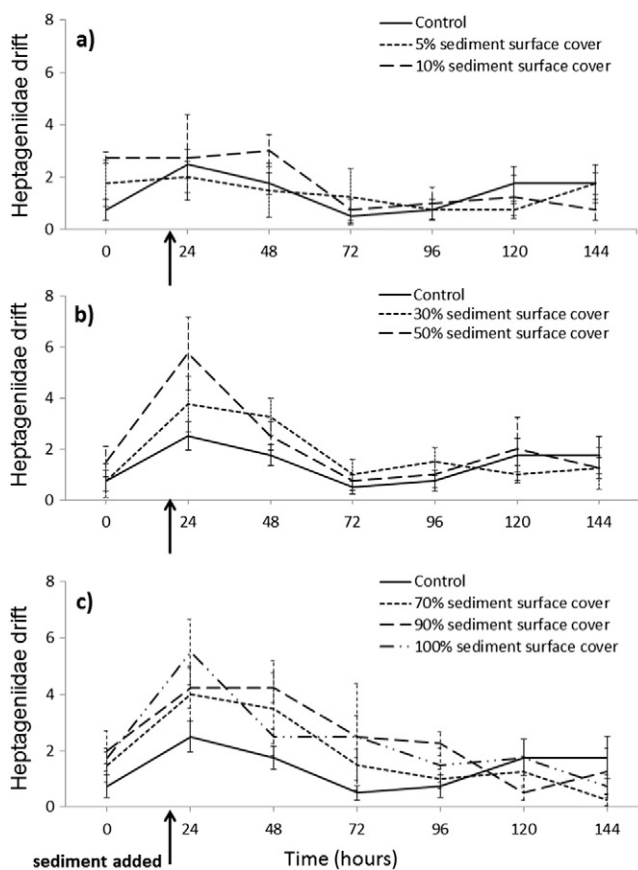 a)
Heptageniidae drift
8
6
4
2
0
Control
5% sediment surface cover
10% sediment surface cover
0 24 48 72 96 120 144
b)
Heptageniidae drift
8
6
4
2
0
Control
30% sediment surface cover
50% sediment surface cover
0 24 48 72 96 120 144
c)
Heptageniidae drift
8
6
4
2
0
Control
70% sediment surface cover
90% sediment surface cover
100% sediment surface cover
0 24 48 72 96 120 144
sediment added
Time (hours)